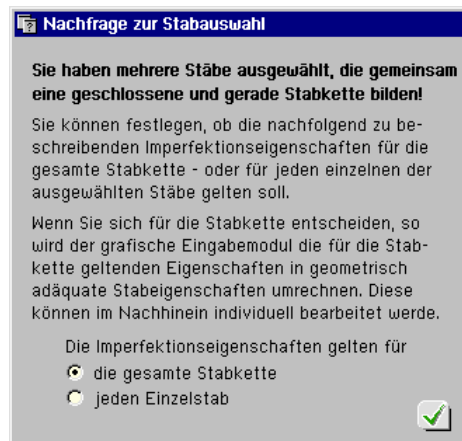 Nachfrage zur Stabauswahl
Sie haben mehrere Stäbe ausgewählt, die gemeinsam
eine geschlossene und gerade Stabkette bilden!
Sie können festlegen, ob die nachfolgend zu be-
schreibenden Imperfektionseigenschaften für die
gesamte Stabkette - oder für jeden einzelnen der
ausgewählten Stäbe gelten soll.
Wenn Sie sich für die Stabkette entscheiden, so
wird der grafische Eingabemodul die für die Stab-
kette geltenden Eigenschaften in geometrisch
adäquate Stabeigenschaften umrechnen. Diese
können im Nachhinein individuell bearbeitet werde.
Die Imperfektionseigenschaften gelten für
die gesamte Stabkette
jeden Einzelstab